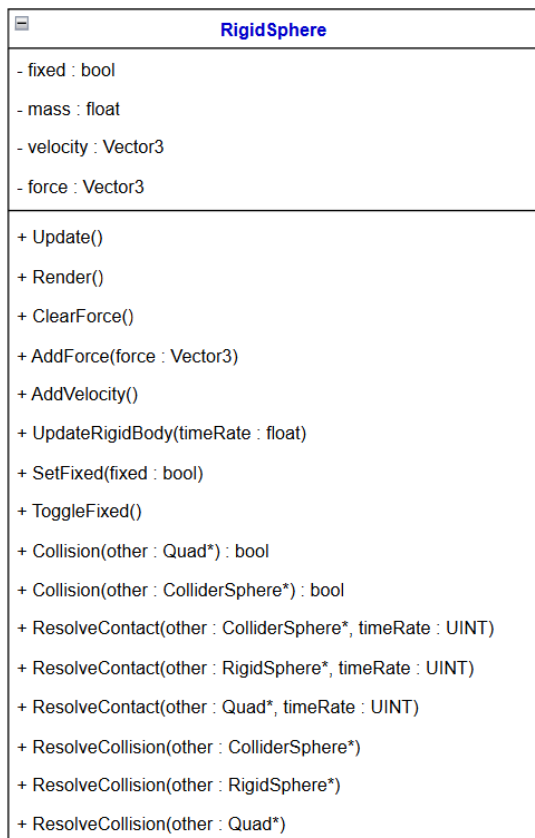 RigidSphere
- fixed : bool
- mass : float
- velocity : Vector3
- force : Vector3
+ Update()
+ Render()
+ ClearForce()
+ AddForce(force : Vector3)
+ AddVelocity()
+ UpdateRigidBody(timeRate : float)
+ SetFixed(fixed : bool)
+ ToggleFixed()
+ Collision(other : Quad*) : bool
+ Collision(other : ColliderSphere*) : bool
+ ResolveContact(other : ColliderSphere*, timeRate : UINT)
+ ResolveContact(other : RigidSphere*, timeRate : UINT)
+ ResolveContact(other : Quad*, timeRate : UINT)
+ ResolveCollision(other : ColliderSphere*)
+ ResolveCollision(other : RigidSphere*)
+ ResolveCollision(other : Quad*)